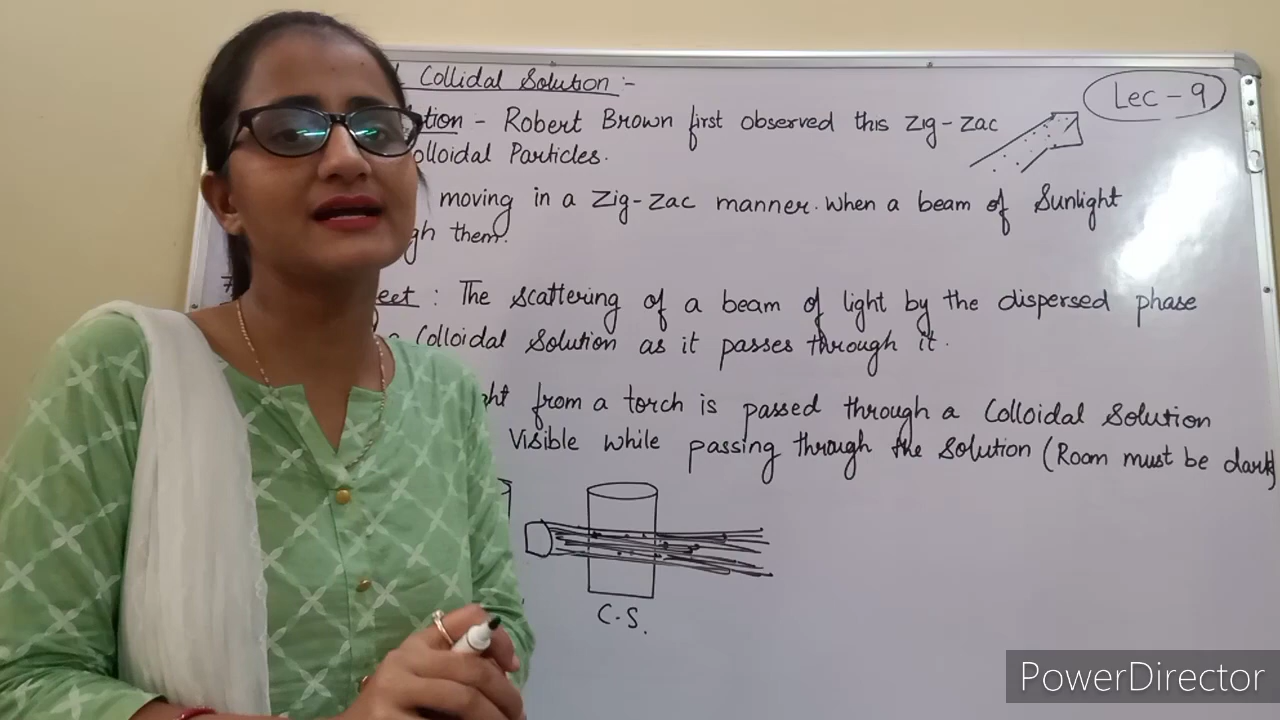 Collidal Solution :-
Lec - 9
tion - Robert Brown first observed this Zig-Zac
olloidal Particles.
moving in a Zig-Zac manner. When a beam of Sunlight
gh them.
eet : The scattering of a beam of light by the dispersed phase
Colloidal Solution as it passes through it.
ght from a torch is passed through a Colloidal Solution
Visible while passing through the Solution (Room must be dark)
C.S.
PowerDirector